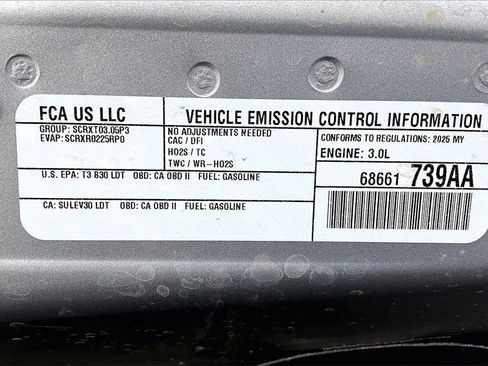 FCA US LLC
VEHICLE EMISSION CONTROL INFORMATION
GROUP: SCRXT03.05P3
EVAP: SCRXR0225RP0
NO ADJUSTMENTS NEEDED
CAC / DFI
HO2S / TC
TWC / WR-HO2S
CONFORMS TO REGULATIONS: 2025 MY
ENGINE: 3.0L
68661 739AA
U.S. EPA: T3 B30 LDT OBD: CA OBD II FUEL: GASOLINE
CA: SULEV30 LDT OBD: CA OBD II FUEL: GASOLINE